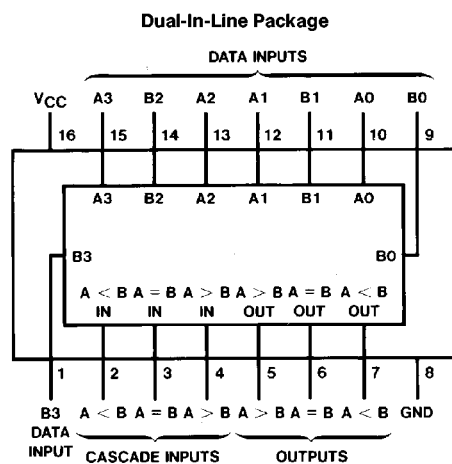 Dual-In-Line Package
DATA INPUTS
VCC A3 B2 A2 A1 B1 A0 B0
16 15 14 13 12 11 10 9
A3 B2 A2 A1 B1 A0
B3 B0
A < B A = B A > B A > B A = B A < B
IN IN IN OUT OUT OUT
1 2 3 4 5 6 7 8
B3 A < B A = B A > B A > B A = B A < B GND
DATA
INPUT CASCADE INPUTS OUTPUTS